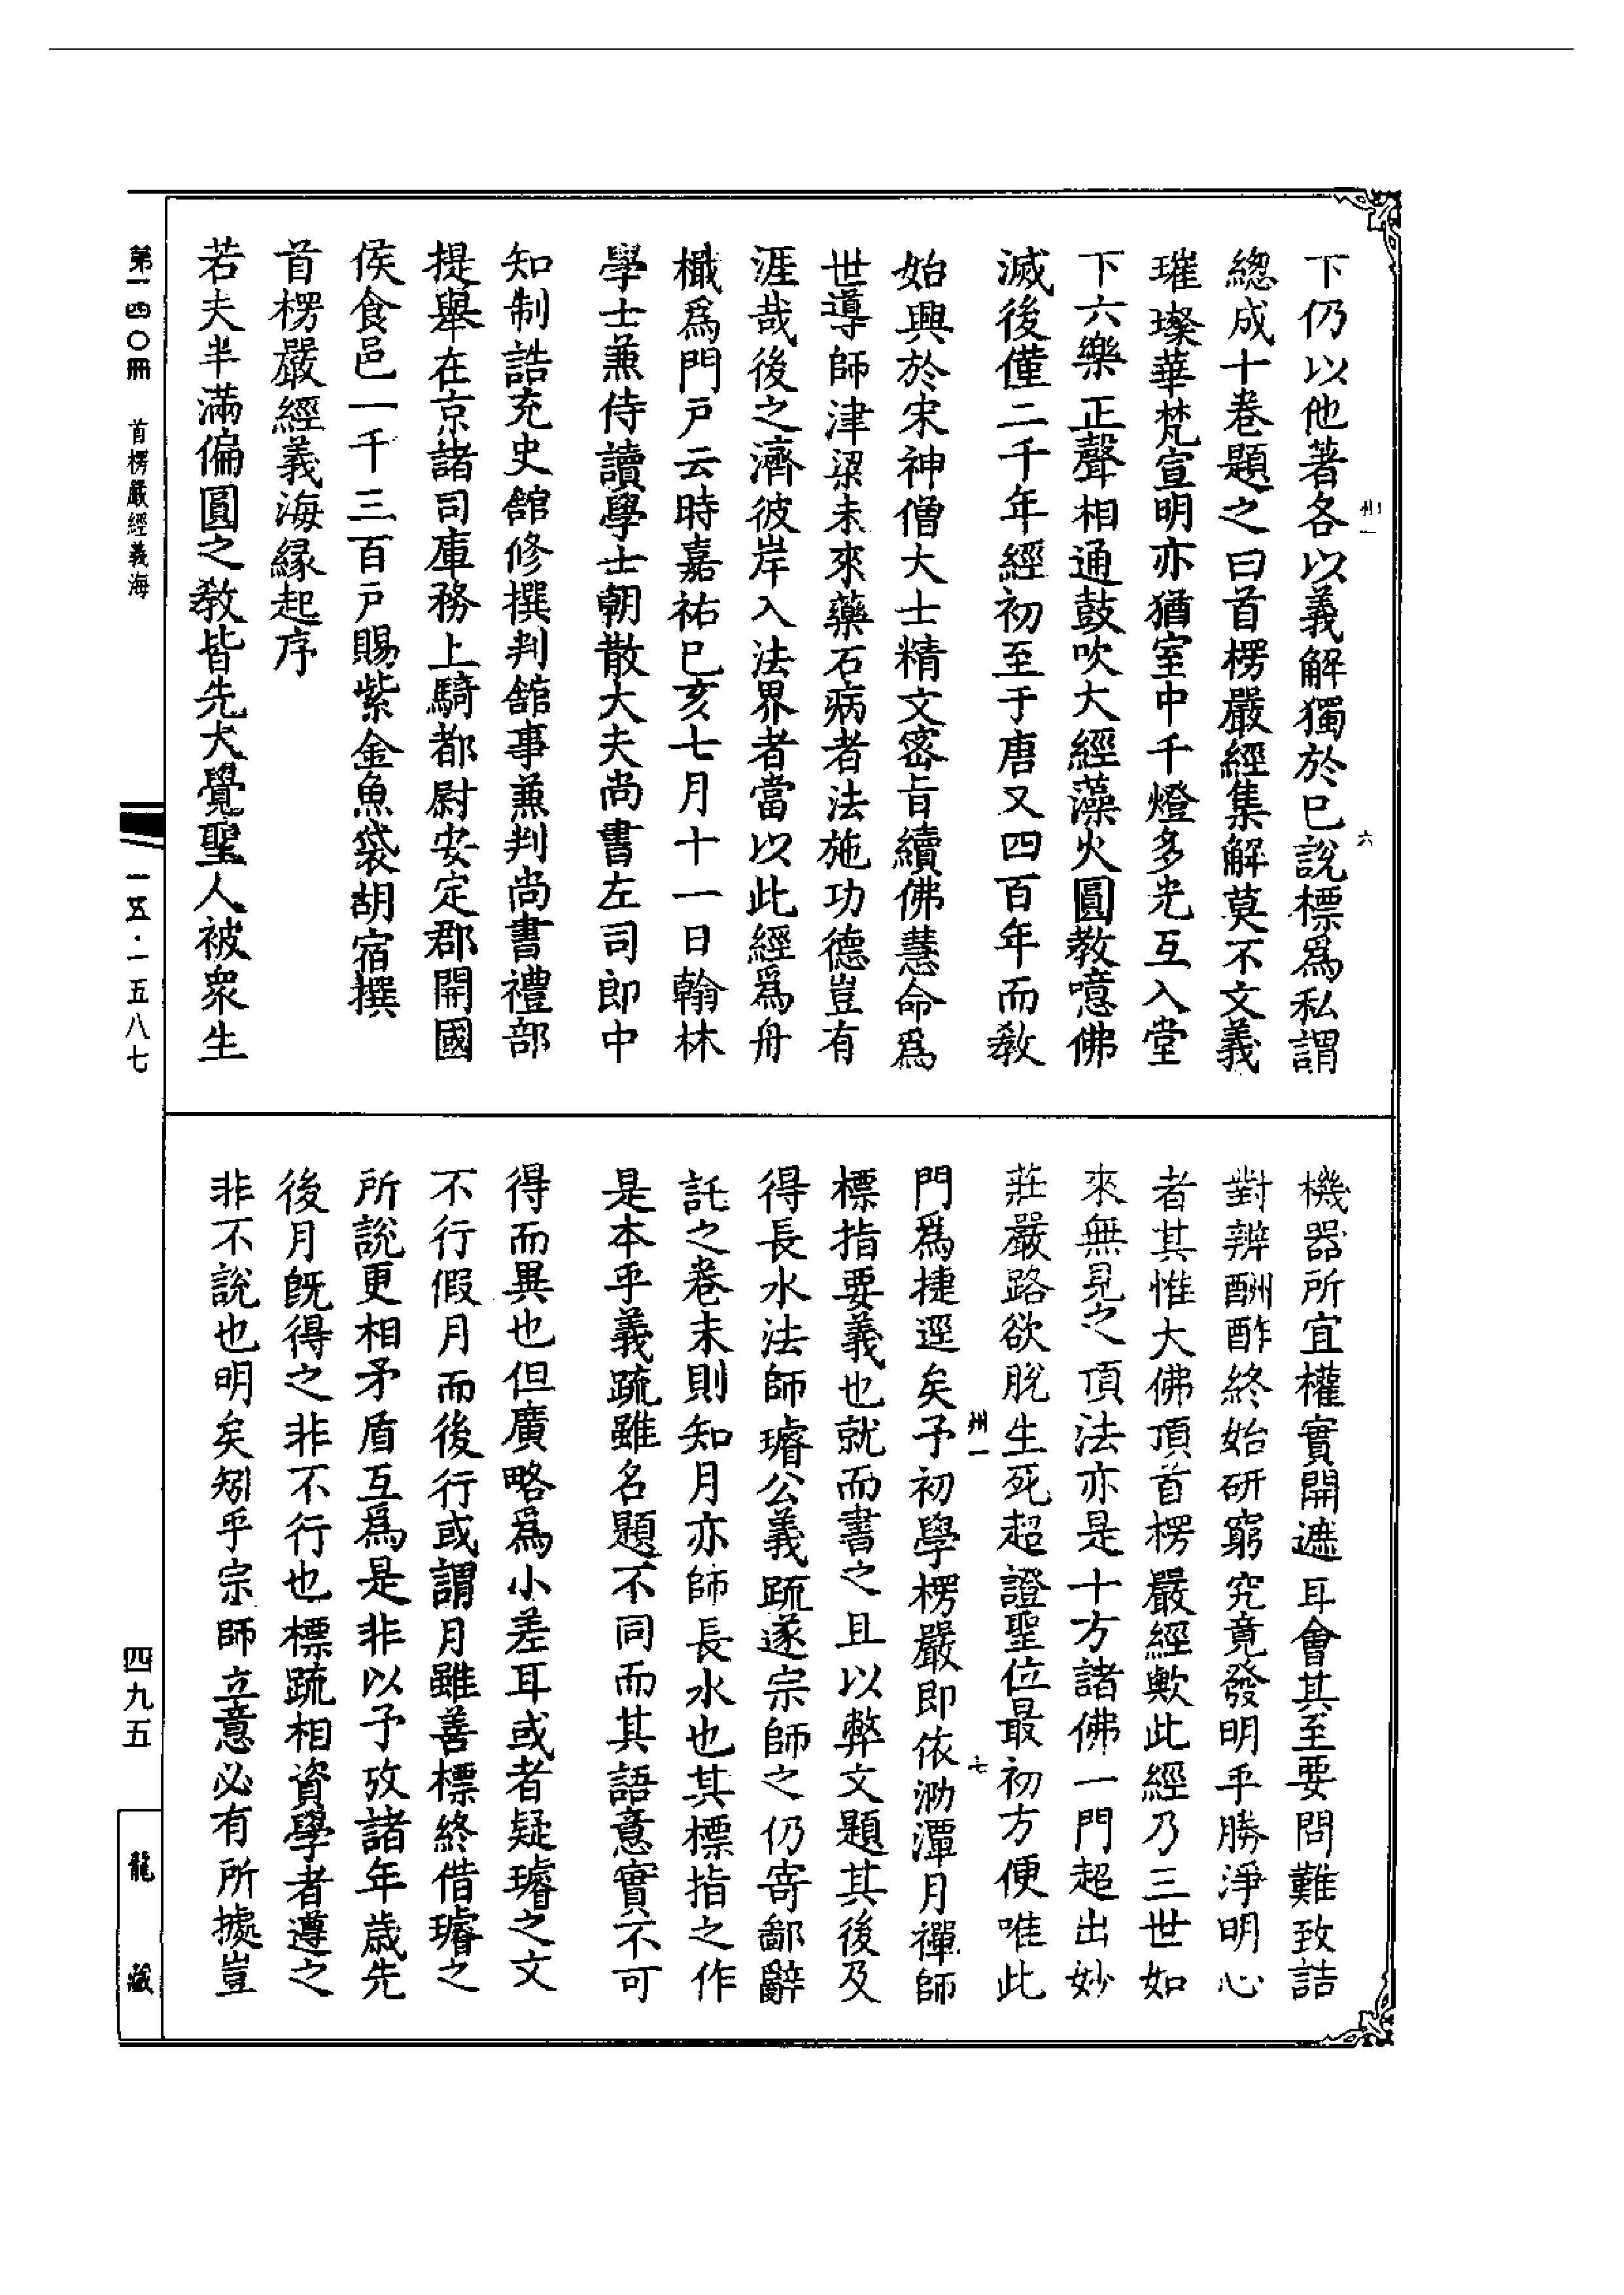 州一
六
下仍以他著各以義解獨於已說標爲私謂
總成十卷題之曰首楞嚴經集解莫不文義
璀璨華梵宣明亦猶室中千燈多光互入堂
下六樂正聲相通鼓吹大經藻火圓教噫佛
滅後僅二千年經初至于唐又四百年而教
始興於宋神僧大士精文宻旨續佛慧命爲
世導師津梁未來藥石病者法施功德豈有
涯哉後之濟彼岸入法界者當以此經爲舟
檝爲門戸云時嘉祐已亥七月十一日翰林
學士兼侍讀學士朝散大夫尚書左司郎中
知制誥充史舘修撰判舘事兼判尚書禮部
提舉在京諸司庫務上騎都尉安定郡開國
侯食邑一千三百戸賜紫金魚袋胡宿撰
首楞嚴經義海緣起序
若夫半滿偏圓之教皆先大覺聖人被衆生
機器所宜權實開遮耳會其至要問難致詰
對辨酬酢終始研窮究竟發明乎勝淨明心
者其惟大佛頂首楞嚴經歟此經乃三世如
來無見之頂法亦是十方諸佛一門超出妙
莊嚴路欲脫生死超證聖位最初方便唯此
州一
七
門爲捷逕矣予初學楞嚴即依泐潭月禪師
標指要義也就而書之且以弊文題其後及
得長水法師璿公義疏遂宗師之仍寄鄙辭
託之卷末則知月亦師長水也其標指之作
是本乎義疏雖名題不同而其語意實不可
得而異也但廣略爲小差耳或者疑璿之文
不行假月而後行或謂月雖善標終借璿之
所說更相矛盾互爲是非以予攷諸年歲先
後月旣得之非不行也標疏相資學者遵之
非不說也明矣矧乎宗師立意必有所據豈
第一四〇冊
首楞嚴經義海
一五·一五八七
四九五
龍藏